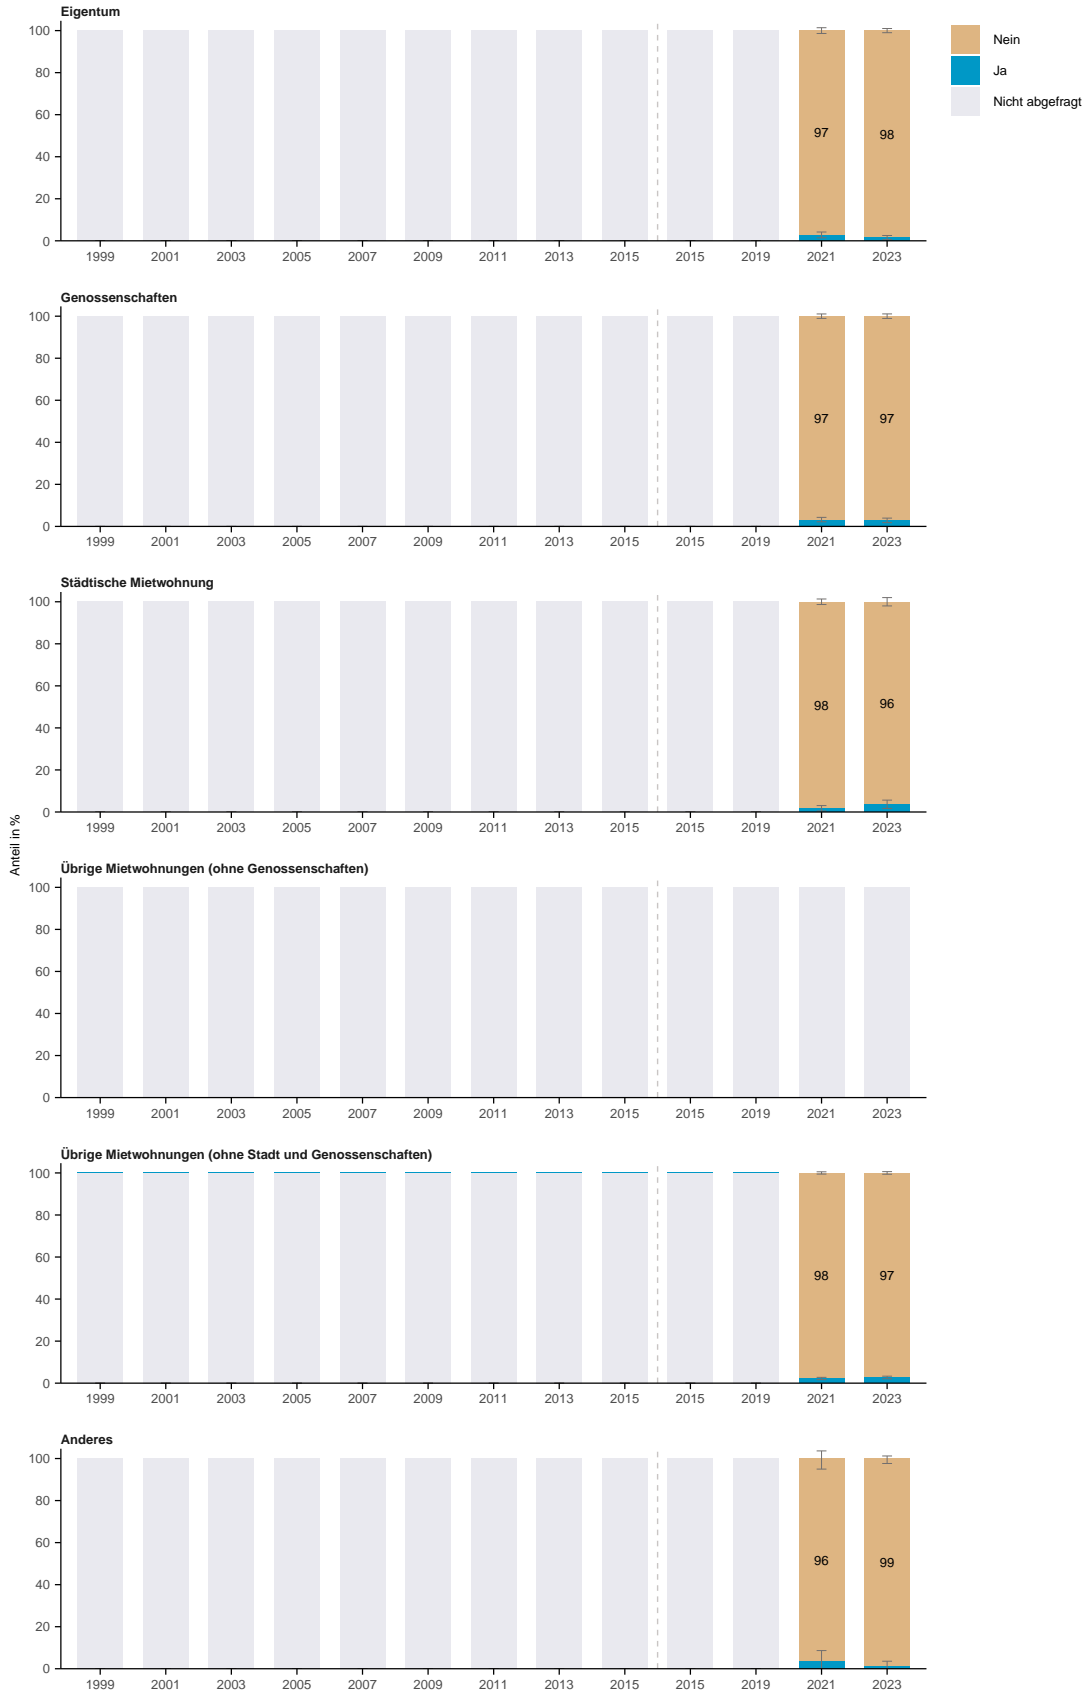 Eigentum
100
80
60
40
20
0
97
98
1999 2001 2003 2005 2007 2009 2011 2013 2015 2015 2019 2021 2023
Nein
Ja
Nicht abgefragt
Genossenschaften
100
80
60
40
20
0
97
97
1999 2001 2003 2005 2007 2009 2011 2013 2015 2015 2019 2021 2023
Städtische Mietwohnung
100
80
60
40
20
0
98
96
1999 2001 2003 2005 2007 2009 2011 2013 2015 2015 2019 2021 2023
Anteil in %
Übrige Mietwohnungen (ohne Genossenschaften)
100
80
60
40
20
0
1999 2001 2003 2005 2007 2009 2011 2013 2015 2015 2019 2021 2023
Übrige Mietwohnungen (ohne Stadt und Genossenschaften)
100
80
60
40
20
0
98
97
1999 2001 2003 2005 2007 2009 2011 2013 2015 2015 2019 2021 2023
Anderes
100
80
60
40
20
0
96
99
1999 2001 2003 2005 2007 2009 2011 2013 2015 2015 2019 2021 2023